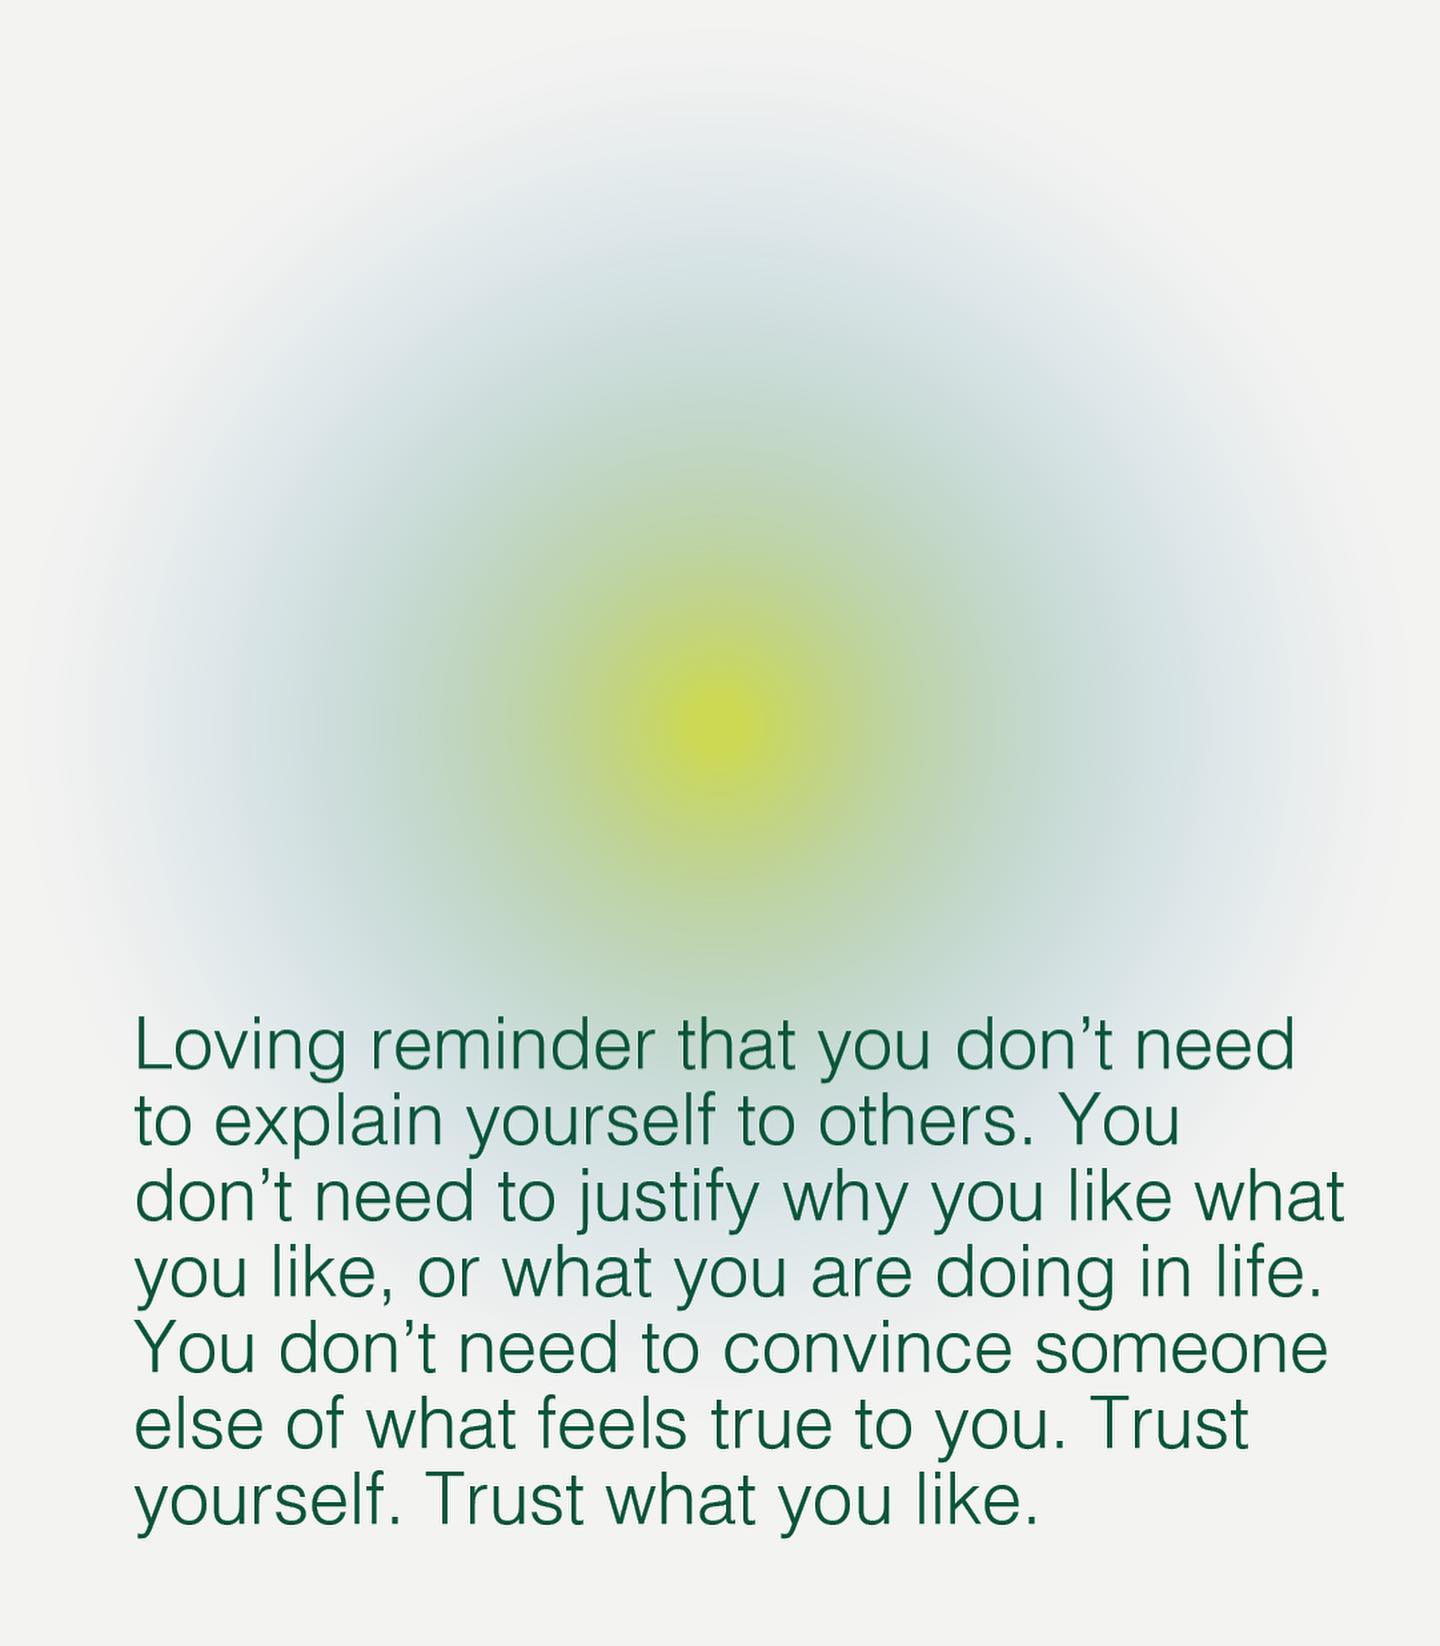 Loving reminder that you don’t need
to explain yourself to others. You
don’t need to justify why you like what
you like, or what you are doing in life.
You don’t need to convince someone
else of what feels true to you. Trust
yourself. Trust what you like.